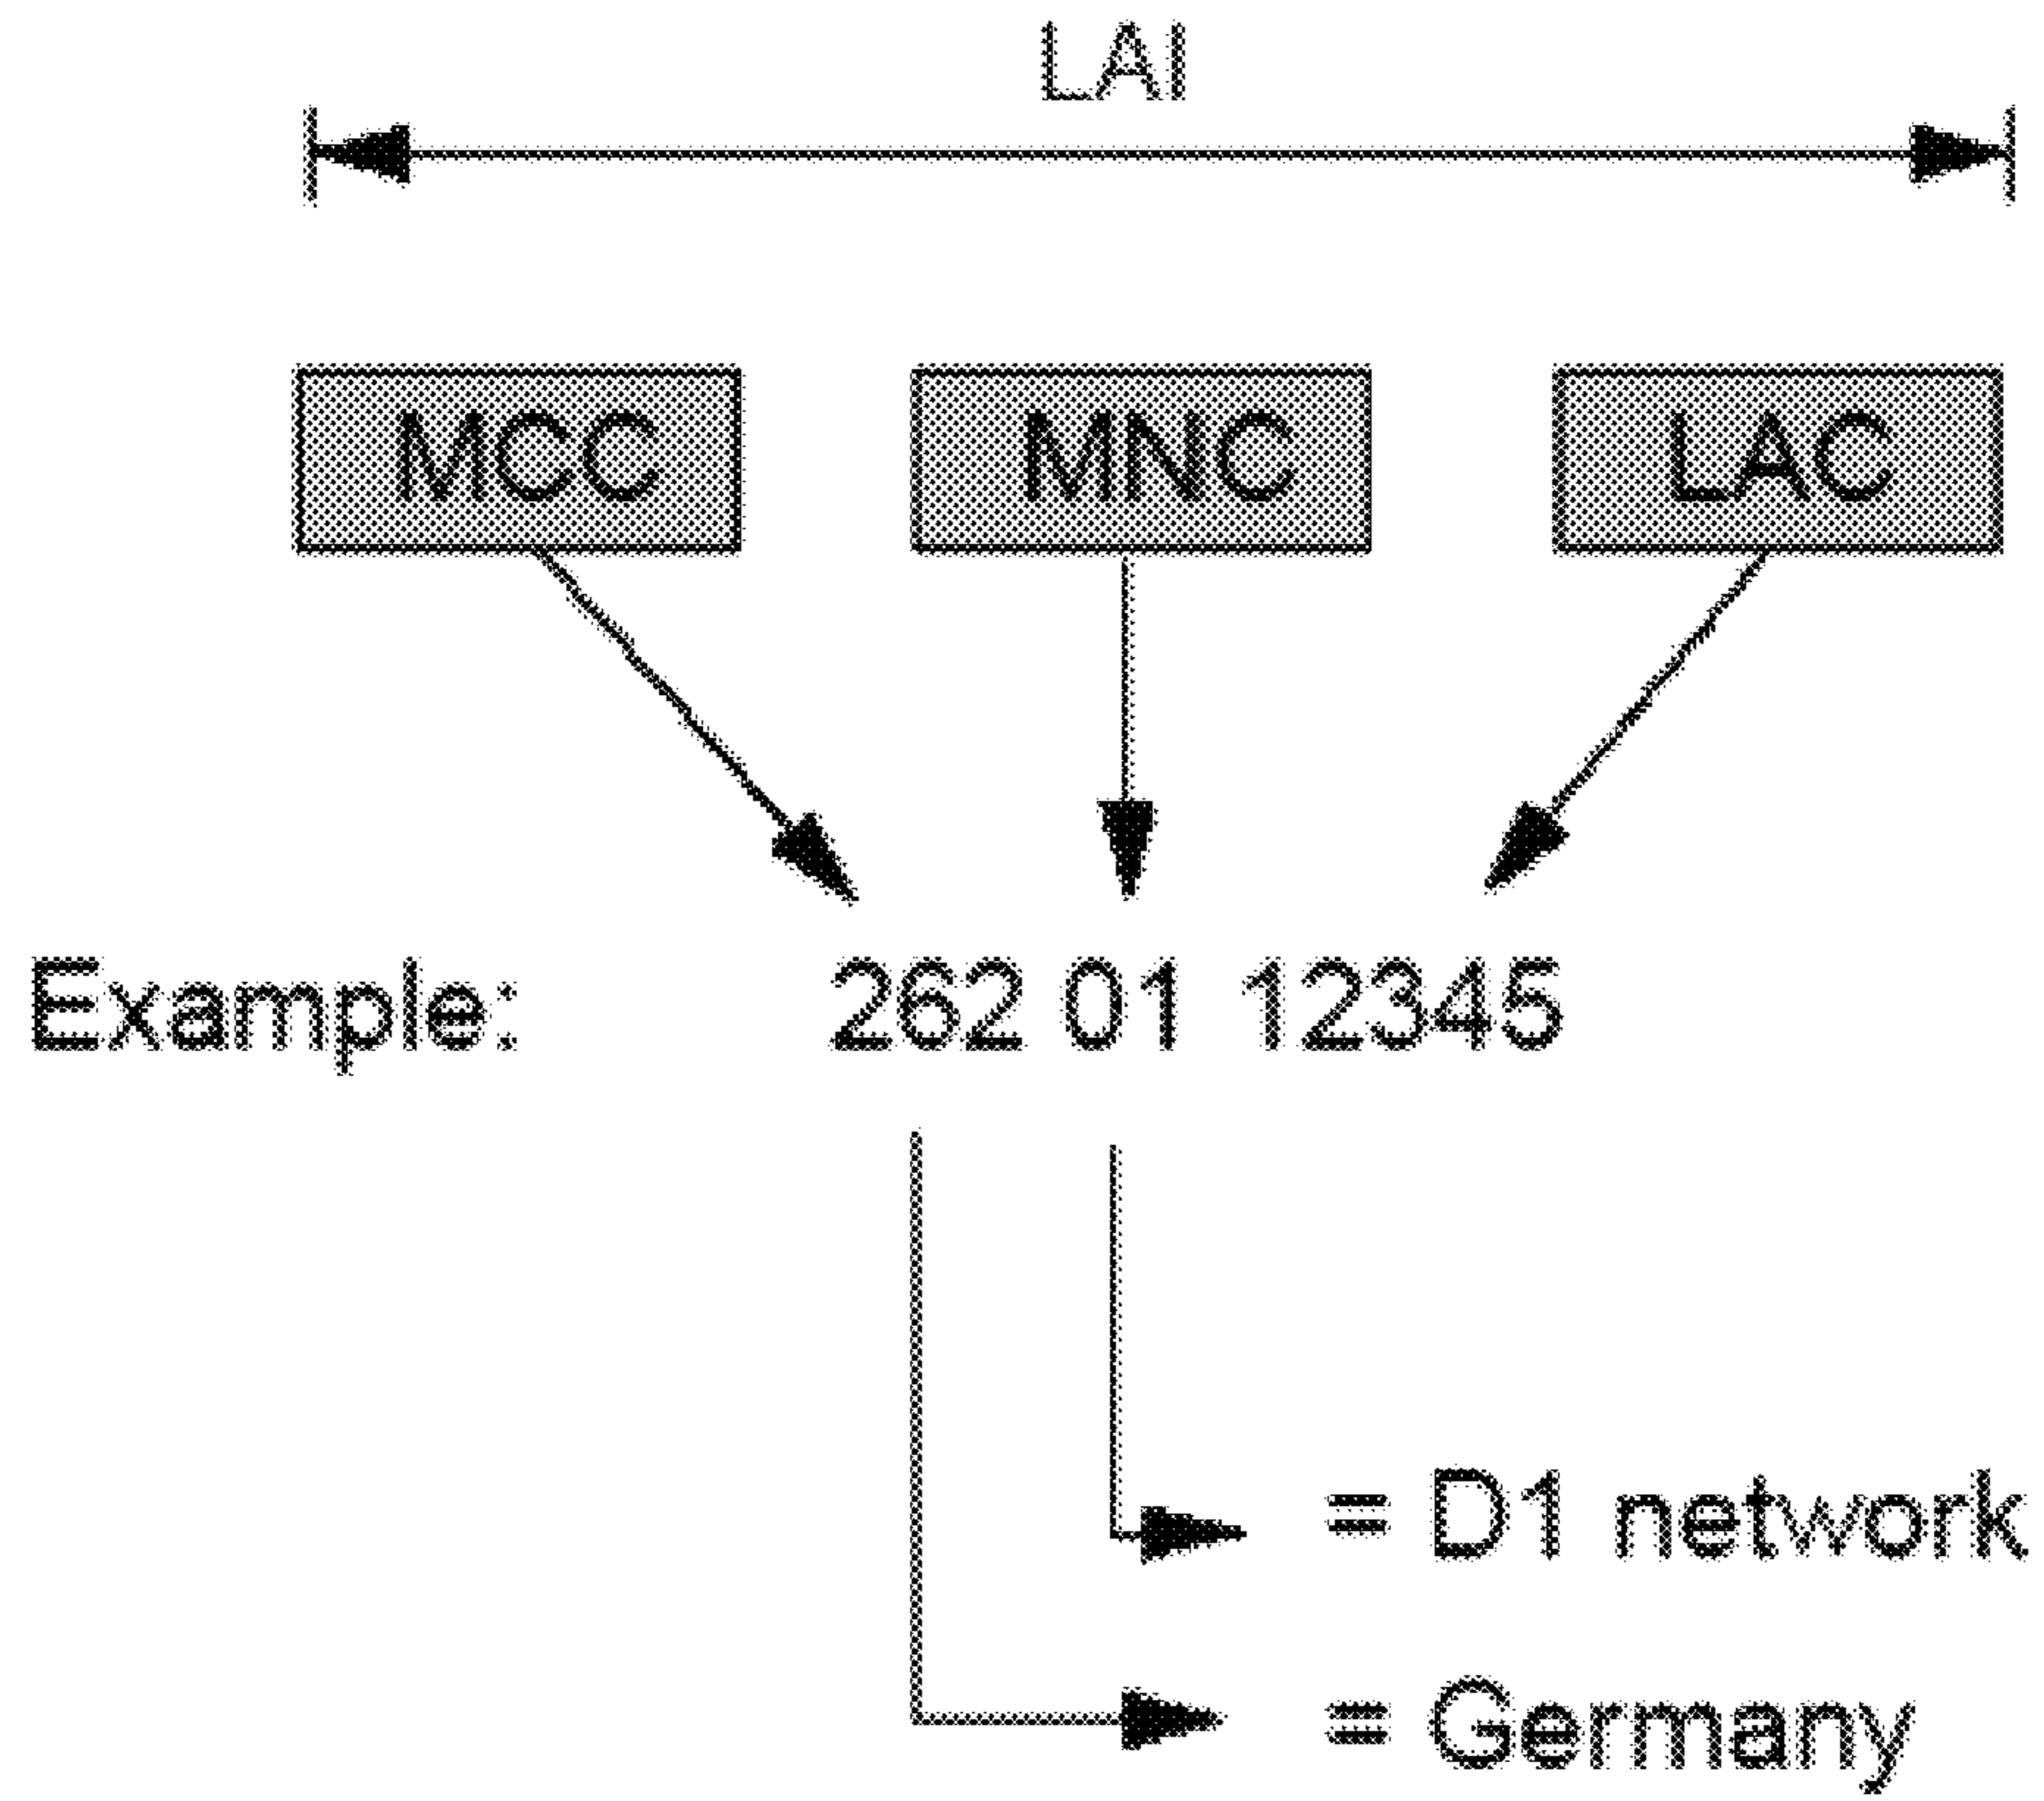 LAI
MCC MNC LAC
Example: 262 01 12345
= D1 network
= Germany